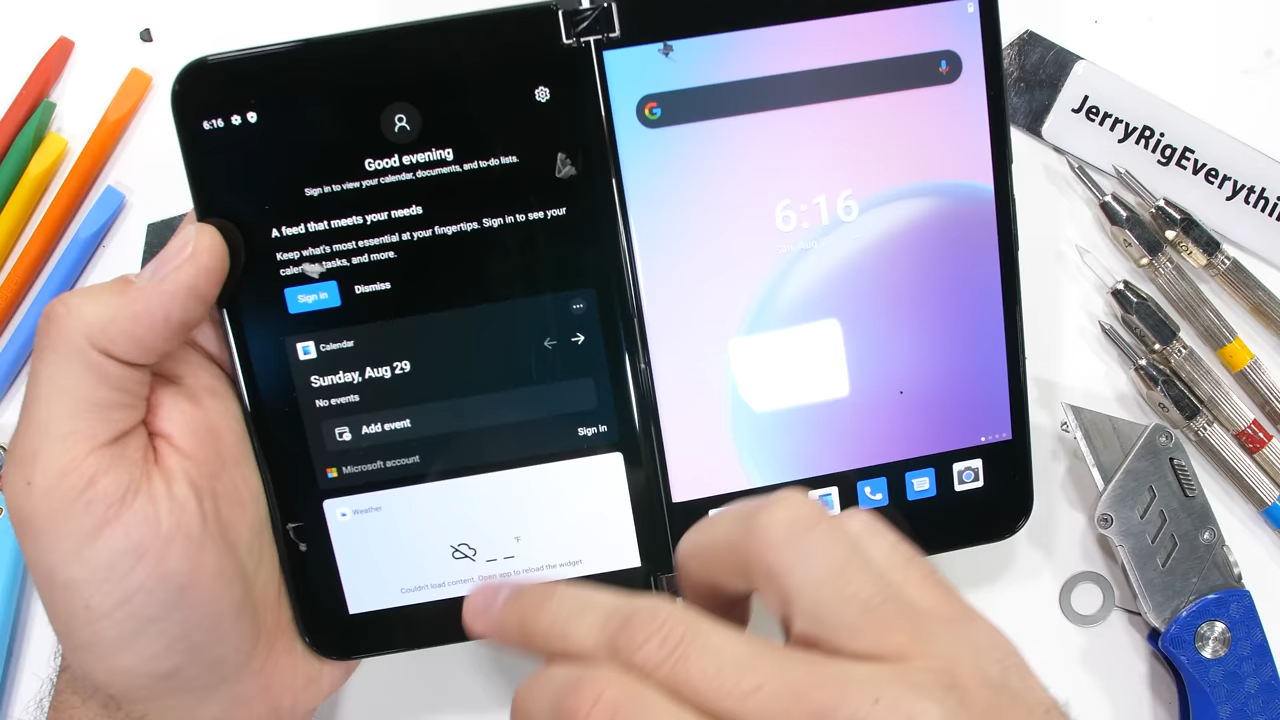 6:16
Good evening
Sign in to view your calendar, documents, and to-do lists.
A feed that meets your needs
Keep what's most essential at your fingertips. Sign in to see your
tasks, and more.
Sign in
Dismiss
Calendar
Sunday, Aug 29
No events
Add event
Sign in
Microsoft account
Weather
_ _ °F
Couldn't load content. Open app to reload the widget.
6:16
JerryRigEverythin
4